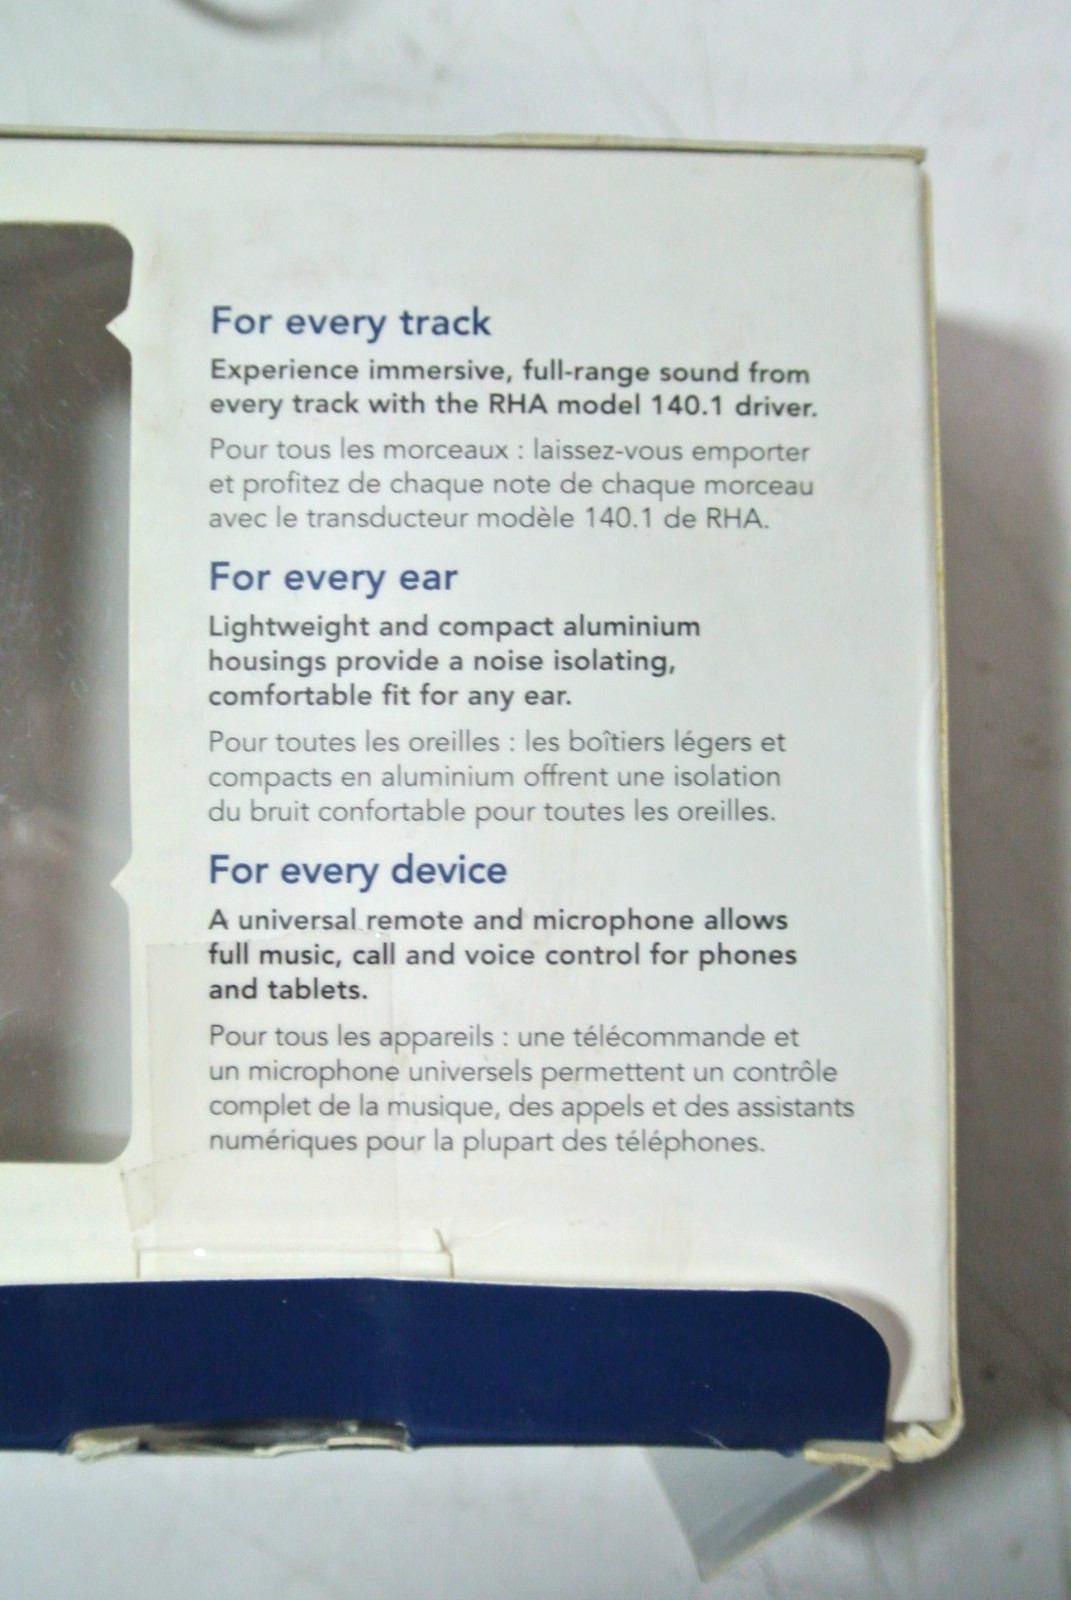 For every track
Experience immersive, full-range sound from
every track with the RHA model 140.1 driver.
Pour tous les morceaux : laissez-vous emporter
et profitez de chaque note de chaque morceau
avec le transducteur modèle 140.1 de RHA.
For every ear
Lightweight and compact aluminium
housings provide a noise isolating,
comfortable fit for any ear.
Pour toutes les oreilles : les boîtiers légers et
compacts en aluminium offrent une isolation
du bruit confortable pour toutes les oreilles.
For every device
A universal remote and microphone allows
full music, call and voice control for phones
and tablets.
Pour tous les appareils : une télécommande et
un microphone universels permettent un contrôle
complet de la musique, des appels et des assistants
numériques pour la plupart des téléphones.